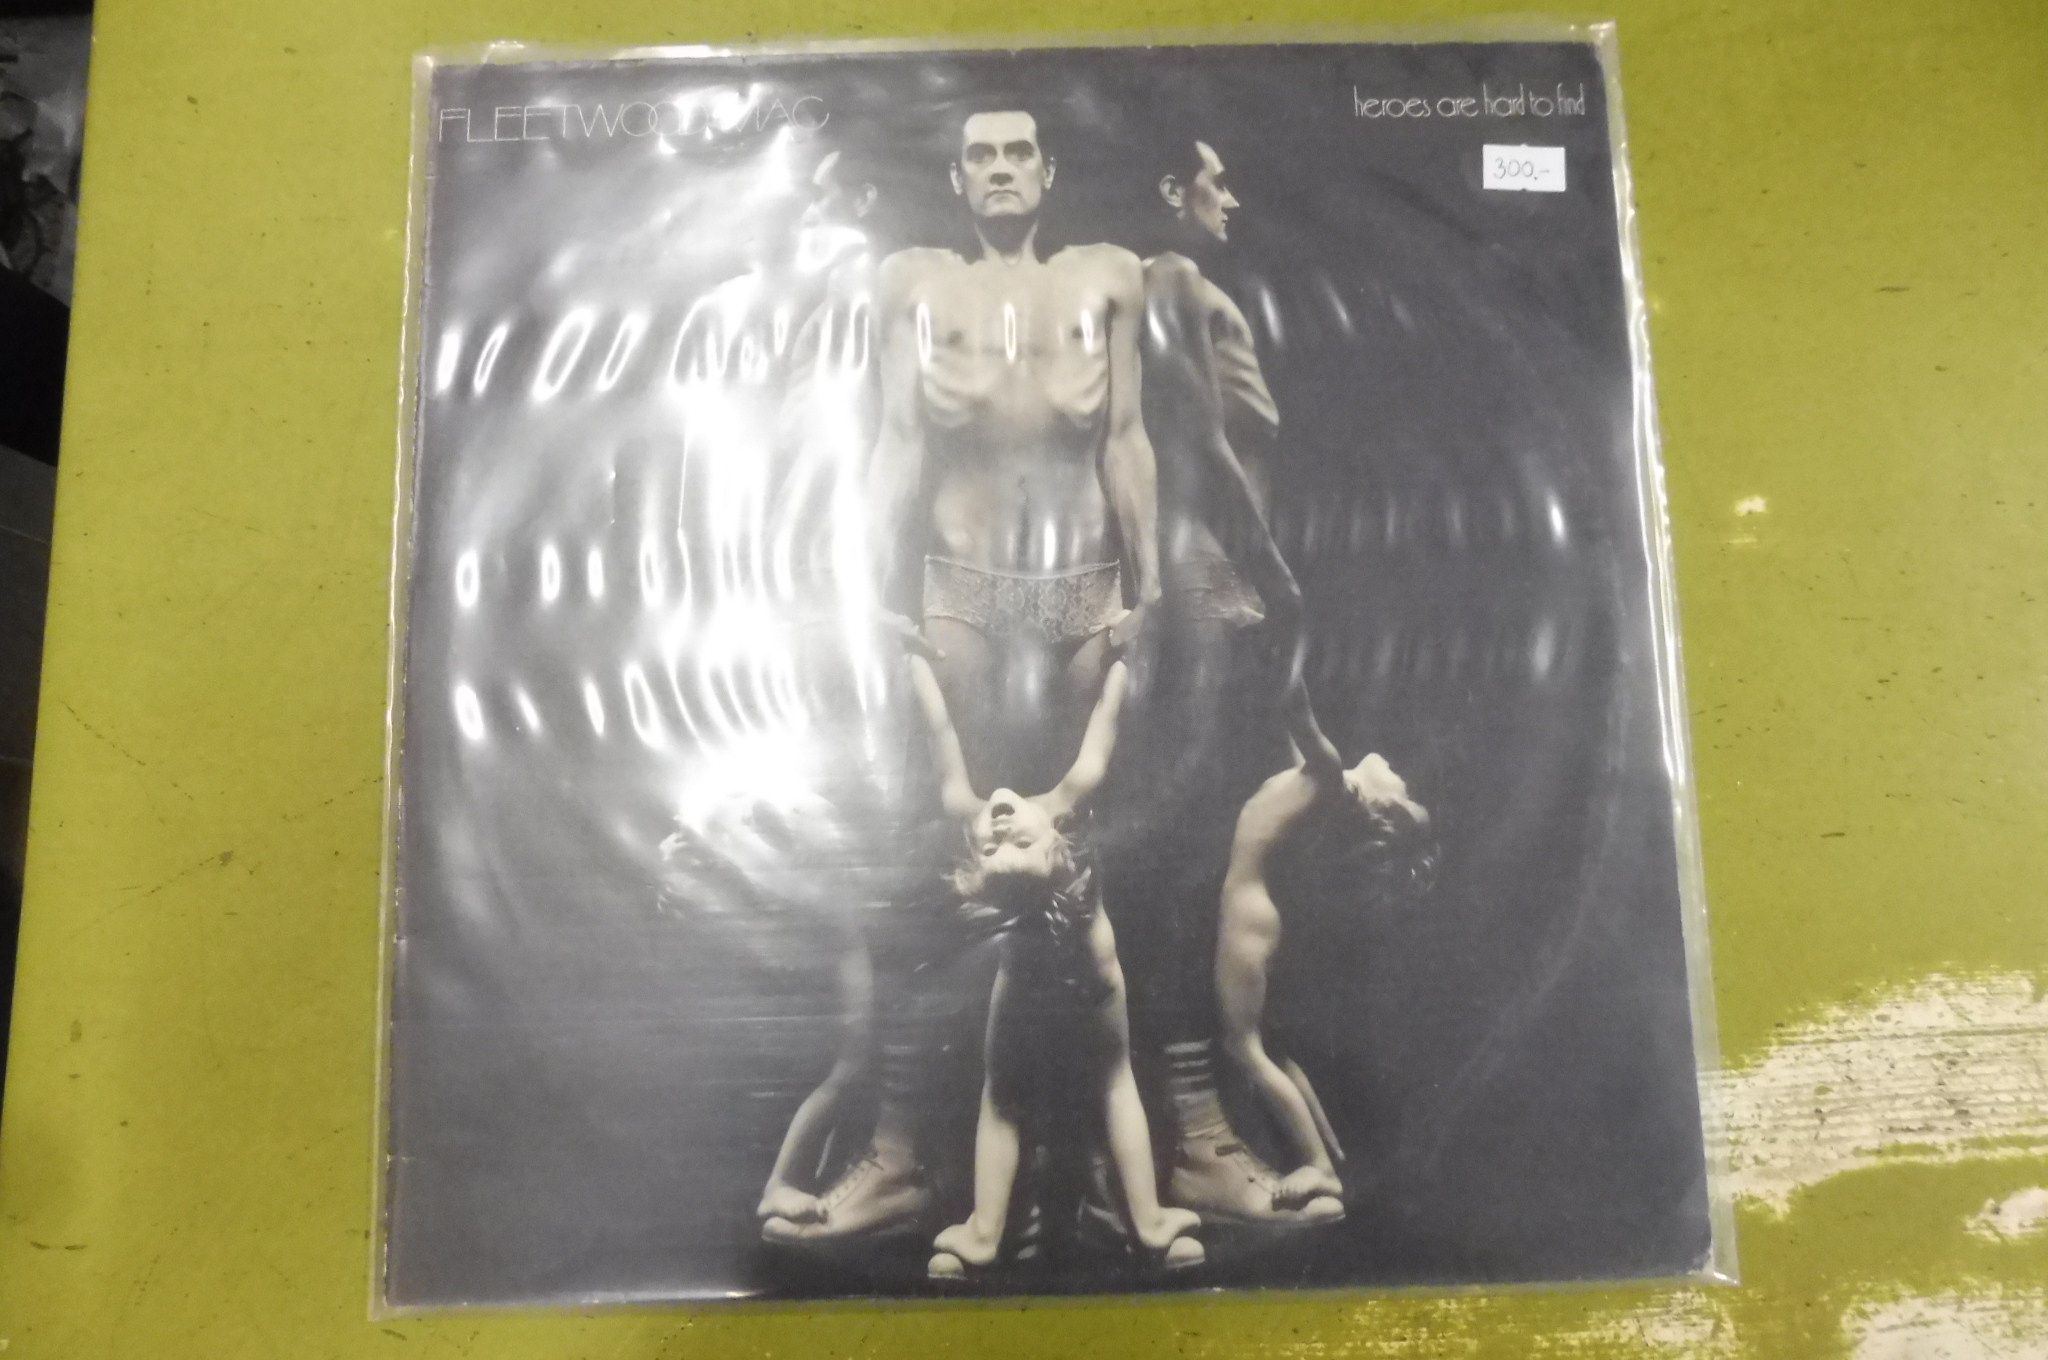 FLEETWOOD MAC
heroes are hard to find
300.-